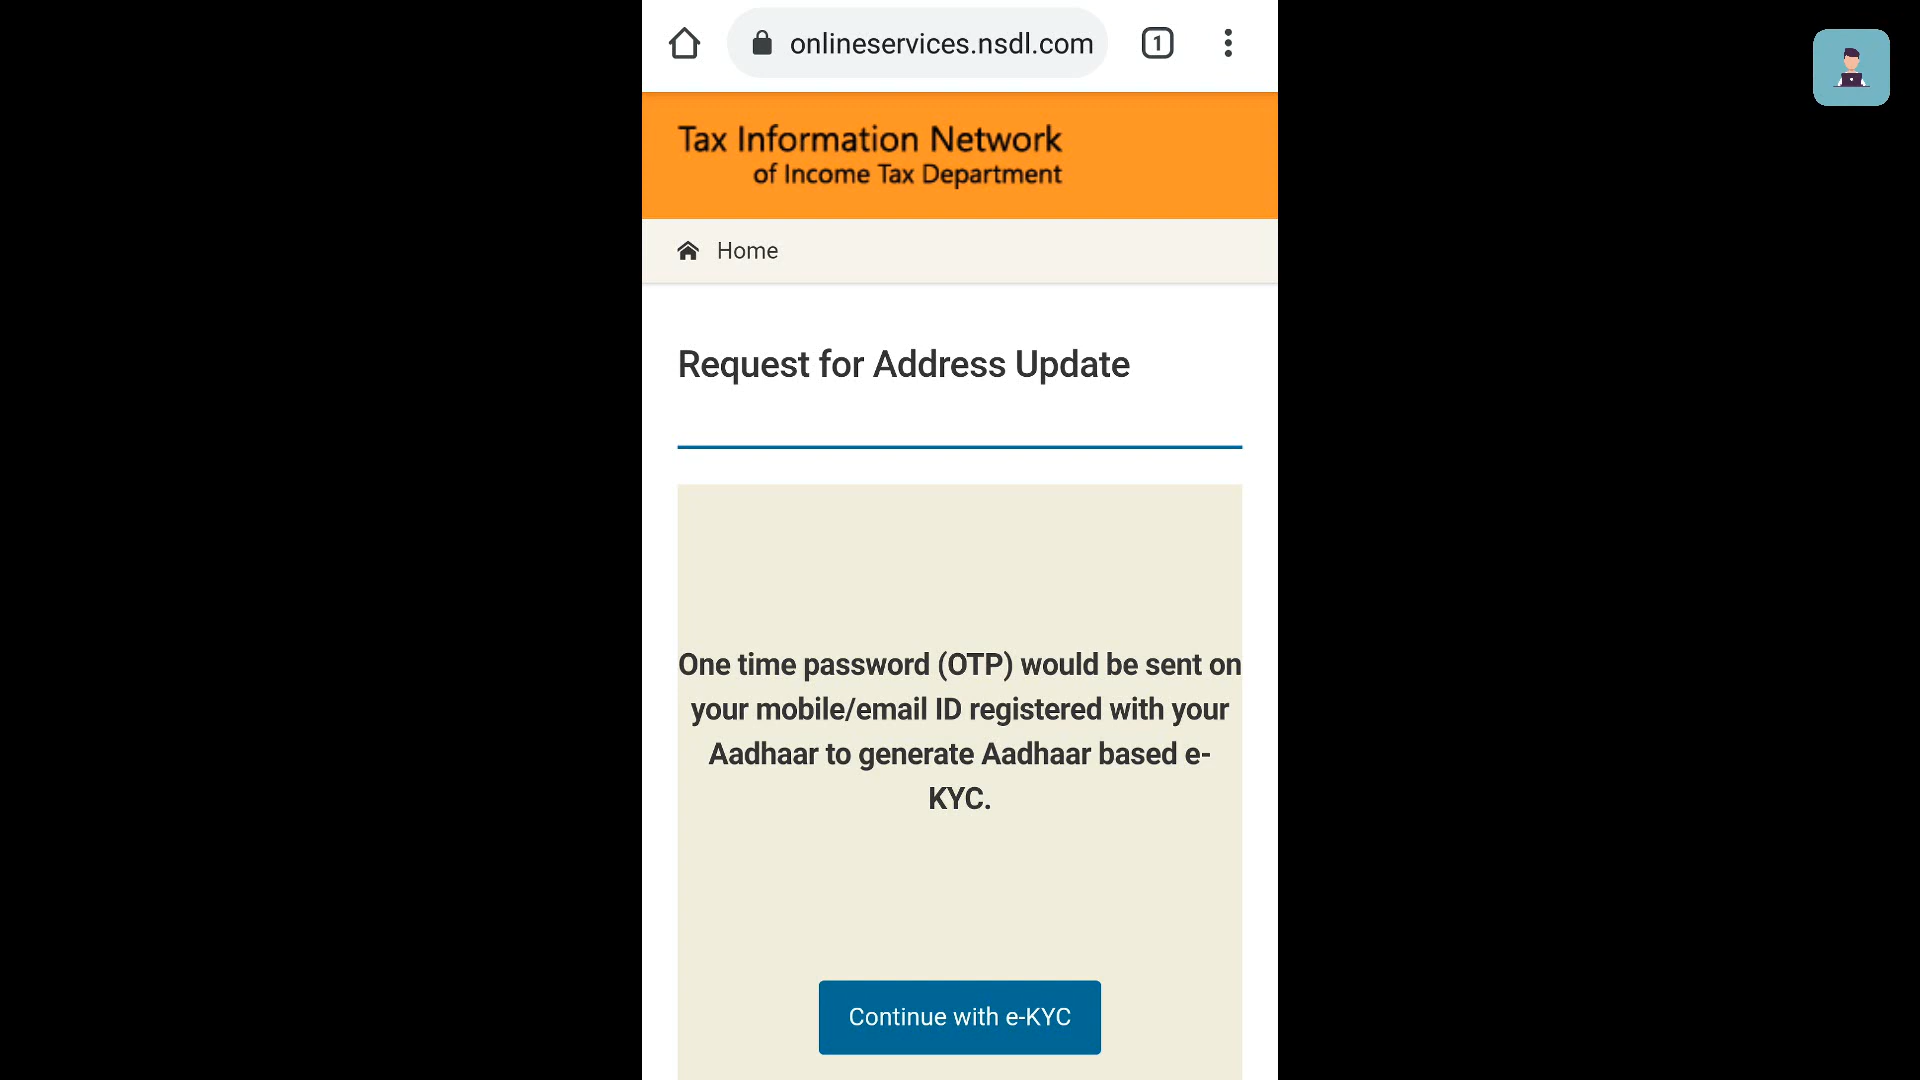 onlineservices.nsdl.com
1
Tax Information Network
of Income Tax Department
Home
Request for Address Update
One time password (OTP) would be sent on
your mobile/email ID registered with your
Aadhaar to generate Aadhaar based e-
KYC.
Continue with e-KYC